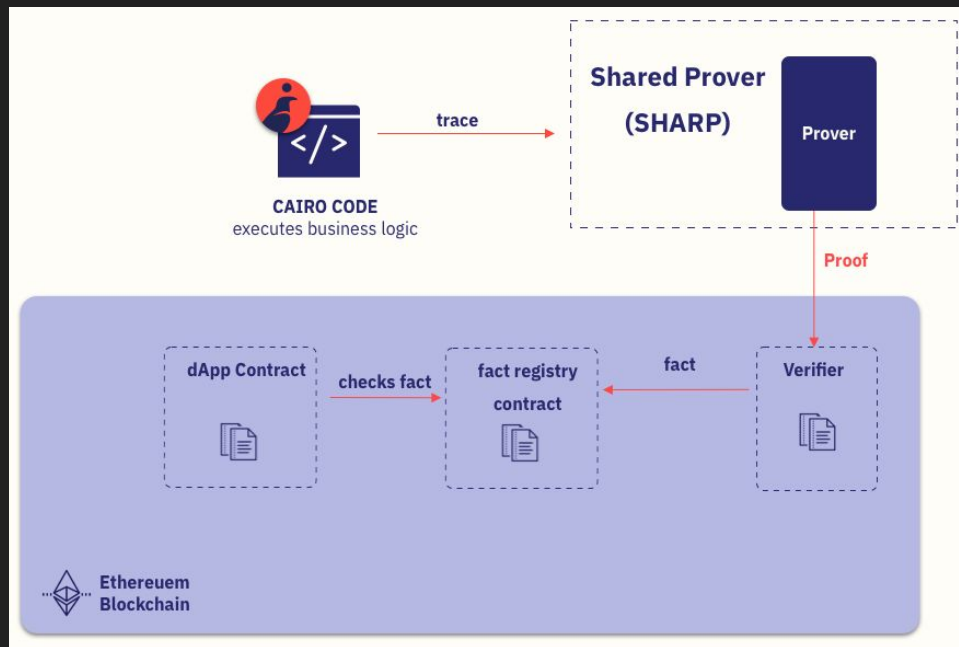 Shared Prover
(SHARP)
Prover
</>
trace
CAIRO CODE
executes business logic
Proof
dApp Contract
checks fact
fact registry
contract
fact
Verifier
Ethereuem
Blockchain